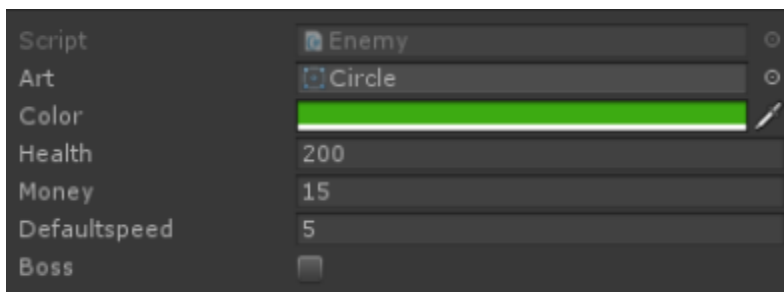 Script Enemy
Art Circle
Color
Health 200
Money 15
Defaultspeed 5
Boss